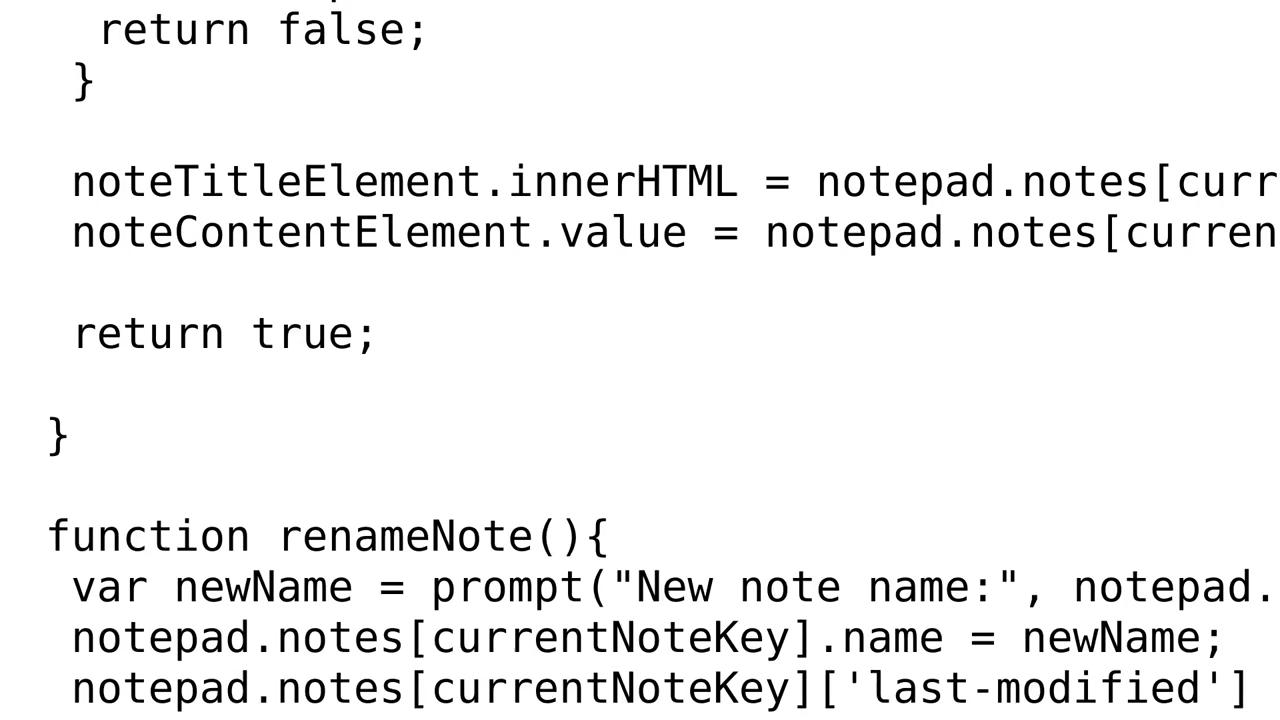 return false;
}
noteTitleElement.innerHTML = notepad.notes[curr
noteContentElement.value = notepad.notes[curren
return true;
}
function renameNote(){
var newName = prompt("New note name:", notepad.
notepad.notes[currentNoteKey].name = newName;
notepad.notes[currentNoteKey]['last-modified']